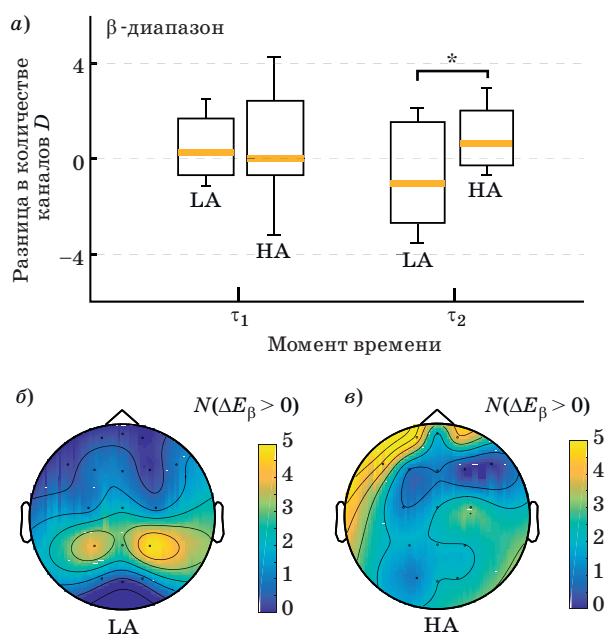 а)
β-диапазон
Разница в количестве
каналов D
4
0
−4
*
LA
HA
LA
HA
τ1
τ2
Момент времени
б)
N(ΔEβ > 0)
5
4
3
2
1
0
LA
в)
N(ΔEβ > 0)
5
4
3
2
1
0
HA